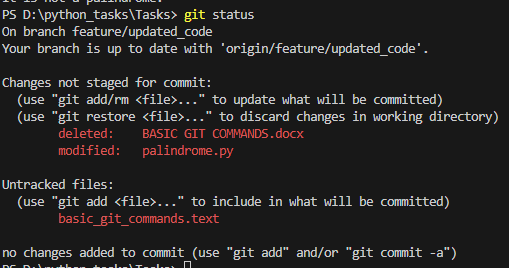 It is not a palindrome.
PS D:\python_tasks\Tasks> git status
On branch feature/updated_code
Your branch is up to date with 'origin/feature/updated_code'.
Changes not staged for commit:
(use "git add/rm <file>..." to update what will be committed)
(use "git restore <file>..." to discard changes in working directory)
deleted: BASIC GIT COMMANDS.docx
modified: palindrome.py
Untracked files:
(use "git add <file>..." to include in what will be committed)
basic_git_commands.text
no changes added to commit (use "git add" and/or "git commit -a")
PS D:\python_tasks\Tasks>